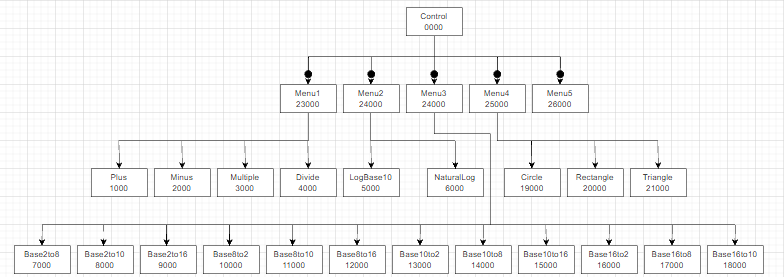 Control
0000
Menu1
23000
Menu2
24000
Menu3
24000
Menu4
25000
Menu5
26000
Plus
1000
Minus
2000
Multiple
3000
Divide
4000
LogBase10
5000
NaturalLog
6000
Circle
19000
Rectangle
20000
Triangle
21000
Base2to8
7000
Base2to10
8000
Base2to16
9000
Base8to2
10000
Base8to10
11000
Base8to16
12000
Base10to2
13000
Base10to8
14000
Base10to16
15000
Base16to2
16000
Base16to8
17000
Base16to10
18000